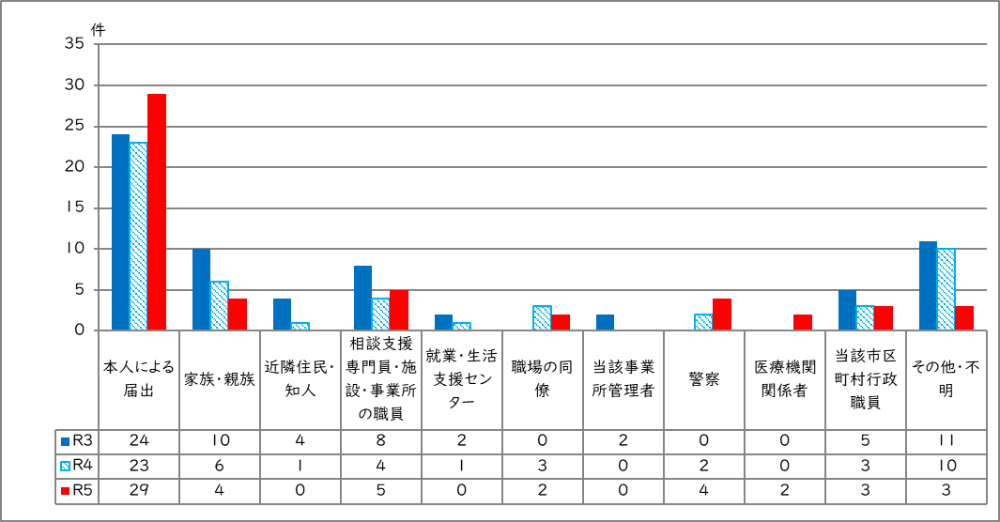 件
35
30
25
20
15
10
5
0
本人による
届出
家族・親族
近隣住民・
知人
相談支援
専門員・施
設・事業所
の職員
就業・生活
支援セン
ター
職場の同
僚
当該事業
所管理者
警察
医療機関
関係者
当該市区
町村行政
職員
その他・不
明
R3 24 10 4 8 2 0 2 0 0 5 11
R4 23 6 1 4 1 3 0 2 0 3 10
R5 29 4 0 5 0 2 0 4 2 3 3